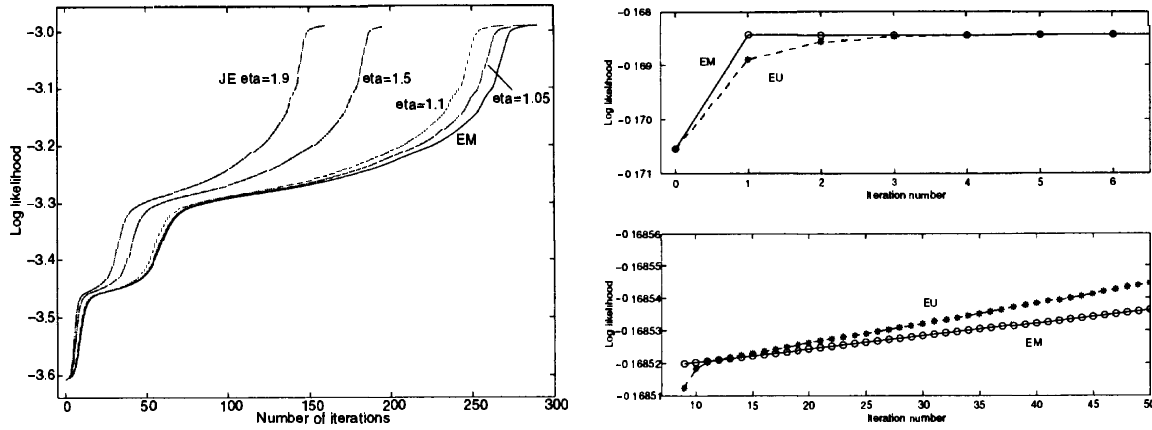 -3.0
-3.1
-3.2
-3.3
-3.4
-3.5
-3.6
Log likelihood
JE eta=1.9
eta=1.5
eta=1.1
eta=1.05
EM
0
50
100
150
200
250
300
Number of iterations
-0.168
-0.169
-0.170
-0.171
Log likelihood
EM
EU
0
1
2
3
4
5
6
Iteration number
-0 16856
-0 16855
-0 16854
-0 16853
-0 16852
-0 16851
Log likelihood
EU
EM
10
15
20
25
30
35
40
45
50
Iteration number